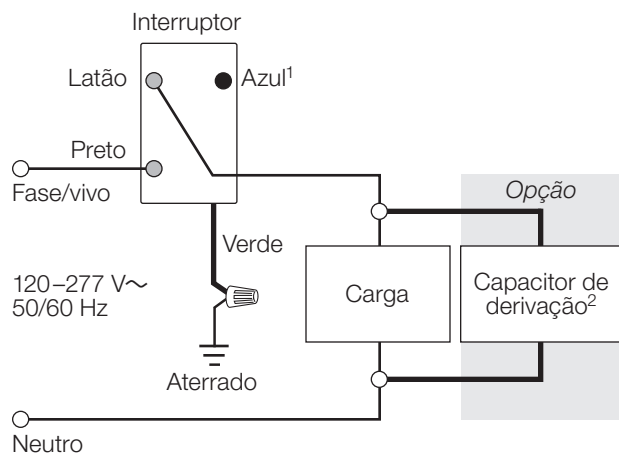 Interruptor
Latão
Azul¹
Preto
Fase/vivo
Opção
Verde
120–277 V~
50/60 Hz
Carga
Capacitor de
derivação²
Aterrado
Neutro